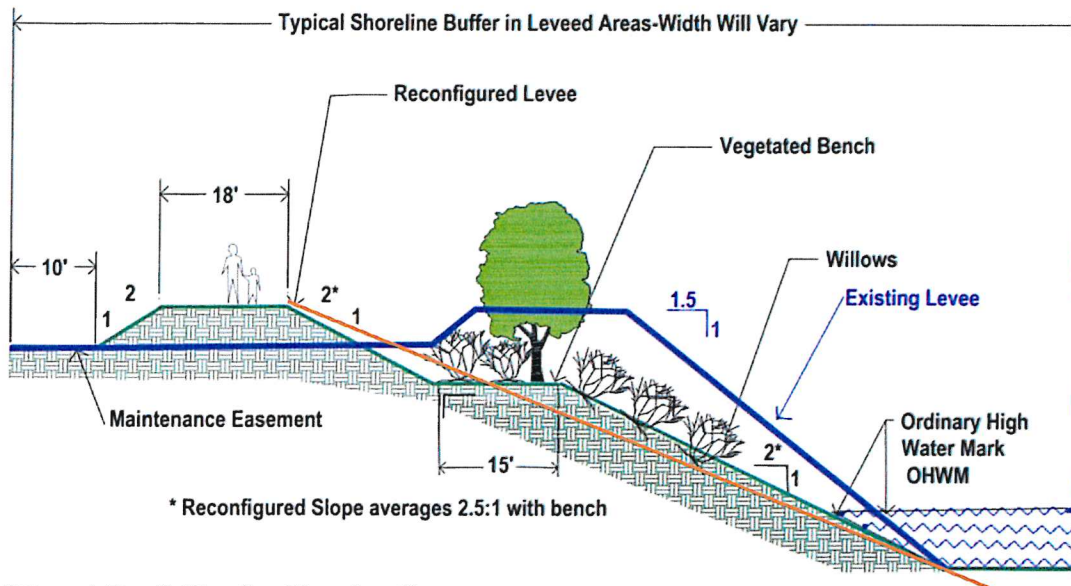 Typical Shoreline Buffer in Leveed Areas-Width Will Vary
Reconfigured Levee
Vegetated Bench
18'
10'
2
1
2*
1
Willows
1.5
1
Existing Levee
Maintenance Easement
15'
2*
1
Ordinary High
Water Mark
OHWM
* Reconfigured Slope averages 2.5:1 with bench